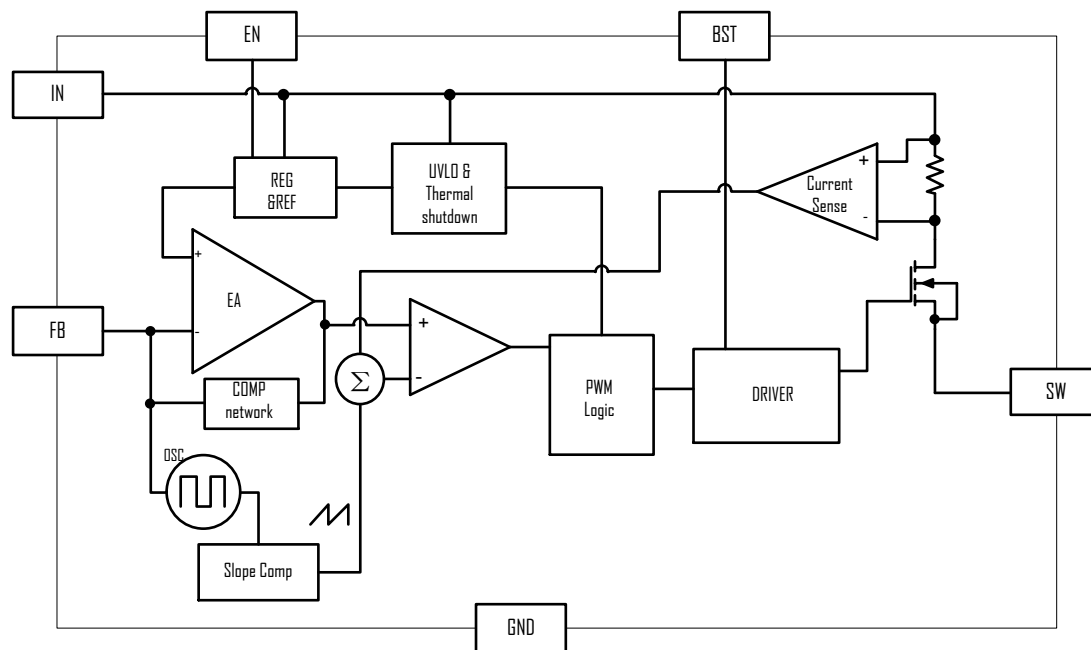 EN
BST
IN
REG
&REF
UVLO &
Thermal
shutdown
+
Current
Sense
-
+
EA
-
FB
+
-
Σ
COMP
network
PWM
Logic
DRIVER
SW
OSC
Slope Comp
GND